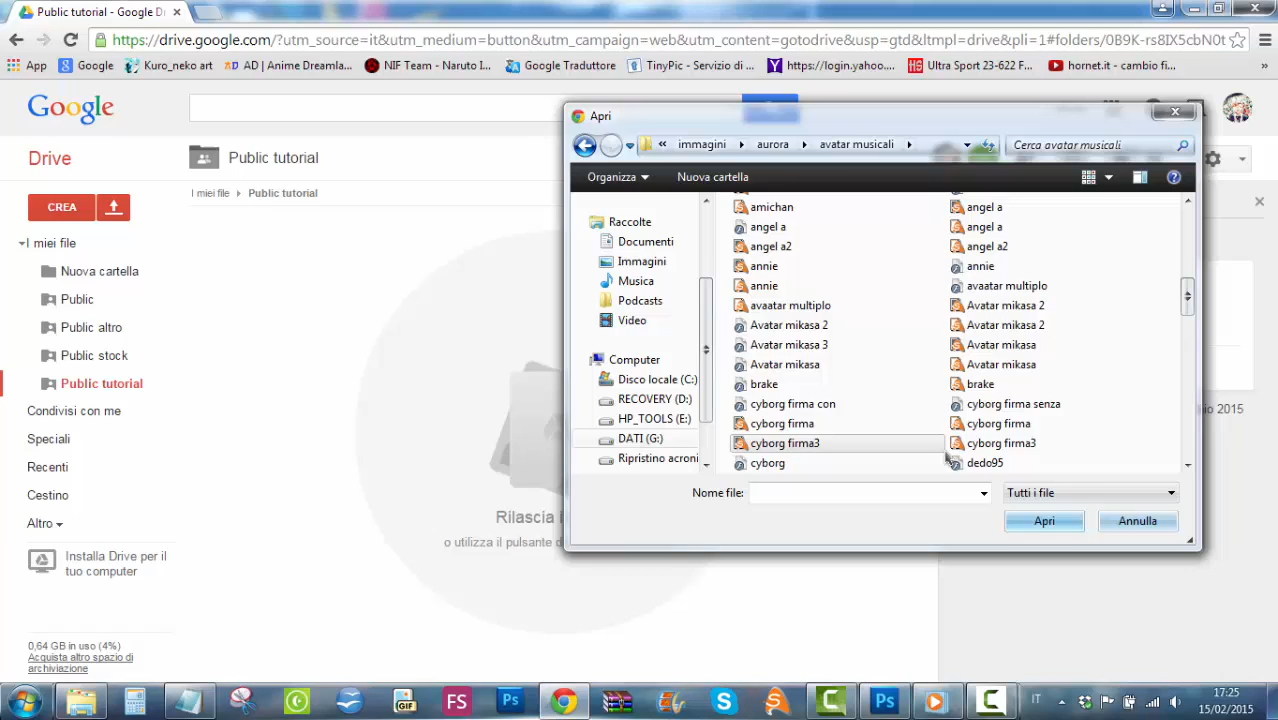 Public tutorial - Google D
https://drive.google.com/?utm_source=it&utm_medium=button&utm_campaign=web&utm_content=gotodrive&usp=gtd&ltmpl=drive&pli=1#folders/0B9K-rs8IX5cbN0t
App Google Kuro_neko art AD | Anime Dreamla... NIF Team - Naruto I... Google Traduttore TinyPic - Servizio di ... https://login.yahoo.... Ultra Sport 23-622 F... hornet.it - cambio fi... »
Google
Drive
Public tutorial
I miei file Public tutorial
CREA
I miei file
Nuova cartella
Public
Public altro
Public stock
Public tutorial
Condivisi con me
Speciali
Recenti
Cestino
Altro
Installa Drive per il
tuo computer
0,64 GB in uso (4%)
Acquista altro spazio di
archiviazione
Rilascia
o utilizza il pulsante d
2015
Apri
« immagini aurora avatar musicali
Cerca avatar musicali
Organizza Nuova cartella
Raccolte
Documenti
Immagini
Musica
Podcasts
Video
Computer
Disco locale (C:)
RECOVERY (D:)
HP_TOOLS (E:)
DATI (G:)
Ripristino acroni
amichan
angel a
angel a2
annie
annie
avaatar multiplo
Avatar mikasa 2
Avatar mikasa 3
Avatar mikasa
brake
cyborg firma con
cyborg firma
cyborg firma3
cyborg
angel a
angel a
angel a2
annie
avaatar multiplo
Avatar mikasa 2
Avatar mikasa 2
Avatar mikasa
Avatar mikasa
brake
cyborg firma senza
cyborg firma
cyborg firma3
dedo95
Nome file:
Tutti i file
Apri Annulla
GIF FS Ps Ps
IT
17:25
15/02/2015